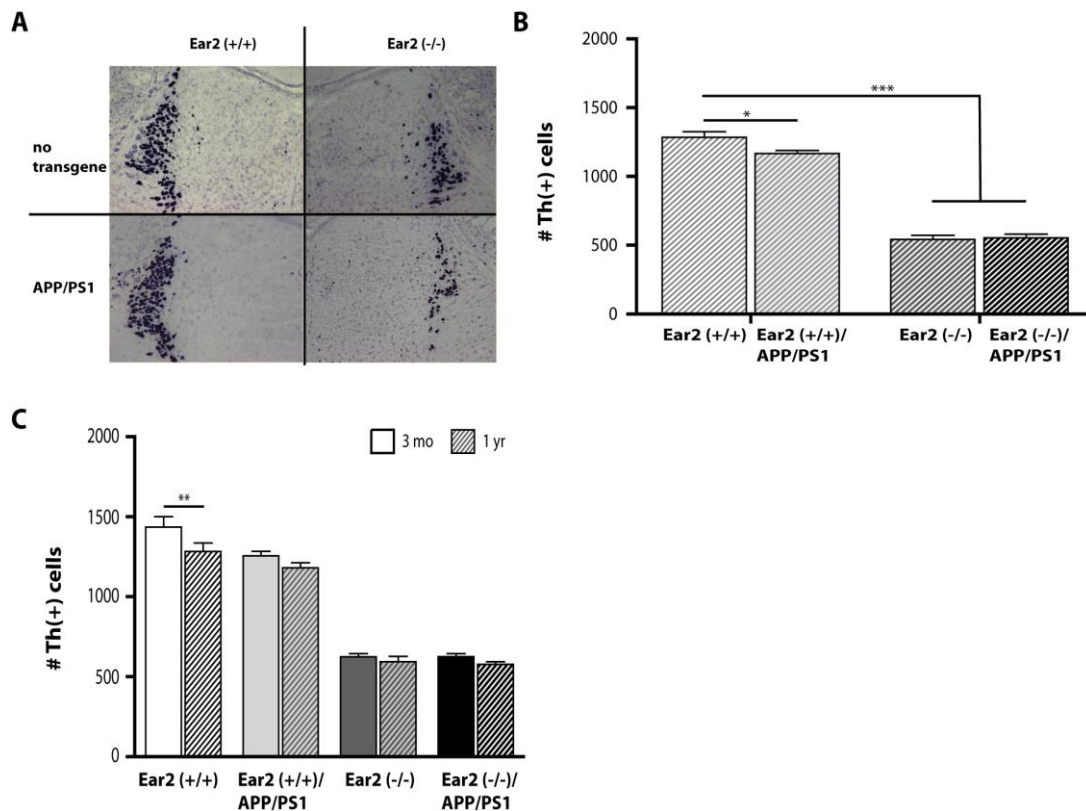 A
Ear2 (+/+)
Ear2 (-/-)
no
transgene
APP/PS1
B
# Th(+) cells
2000
1500
1000
500
0
***
*
Ear2 (+/+)
Ear2 (+/+)/
APP/PS1
Ear2 (-/-)
Ear2 (-/-)/
APP/PS1
C
# Th(+) cells
2000
1500
1000
500
0
3 mo
1 yr
**
Ear2 (+/+)
Ear2 (+/+)/
APP/PS1
Ear2 (-/-)
Ear2 (-/-)/
APP/PS1